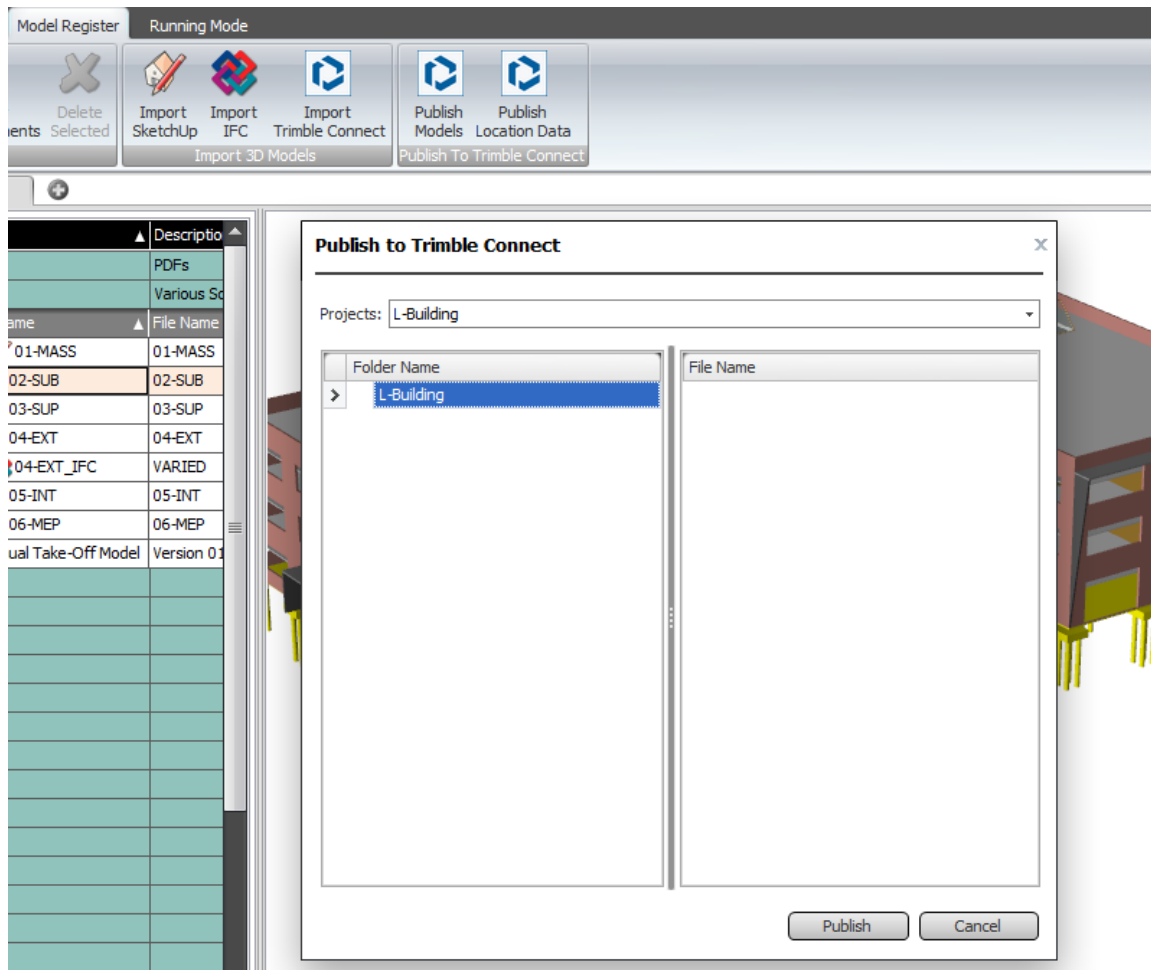 Model Register Running Mode
Delete Import Import Import Publish Publish
ents Selected SketchUp IFC Trimble Connect Models Location Data
Import 3D Models Publish To Trimble Connect
Descriptio
PDFs
Various So
ame File Name
01-MASS 01-MASS
02-SUB 02-SUB
03-SUP 03-SUP
04-EXT 04-EXT
04-EXT_IFC VARIED
05-INT 05-INT
06-MEP 06-MEP
ual Take-Off Model Version 01
Publish to Trimble Connect x
Projects: L-Building
Folder Name File Name
L-Building
Publish Cancel